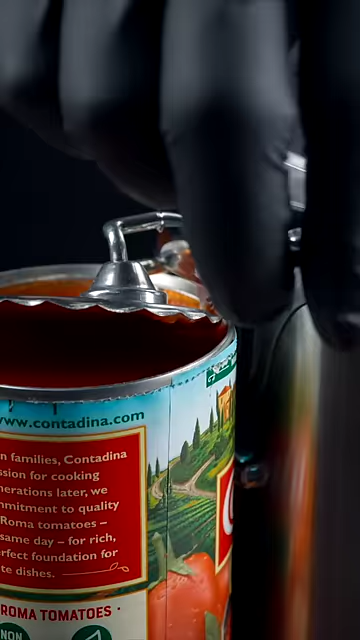 www.contadina.com
n families, Contadina
ssion for cooking
nerations later, we
mmitment to quality
Roma tomatoes –
same day – for rich,
rfect foundation for
te dishes.
ROMA TOMATOES •
NON